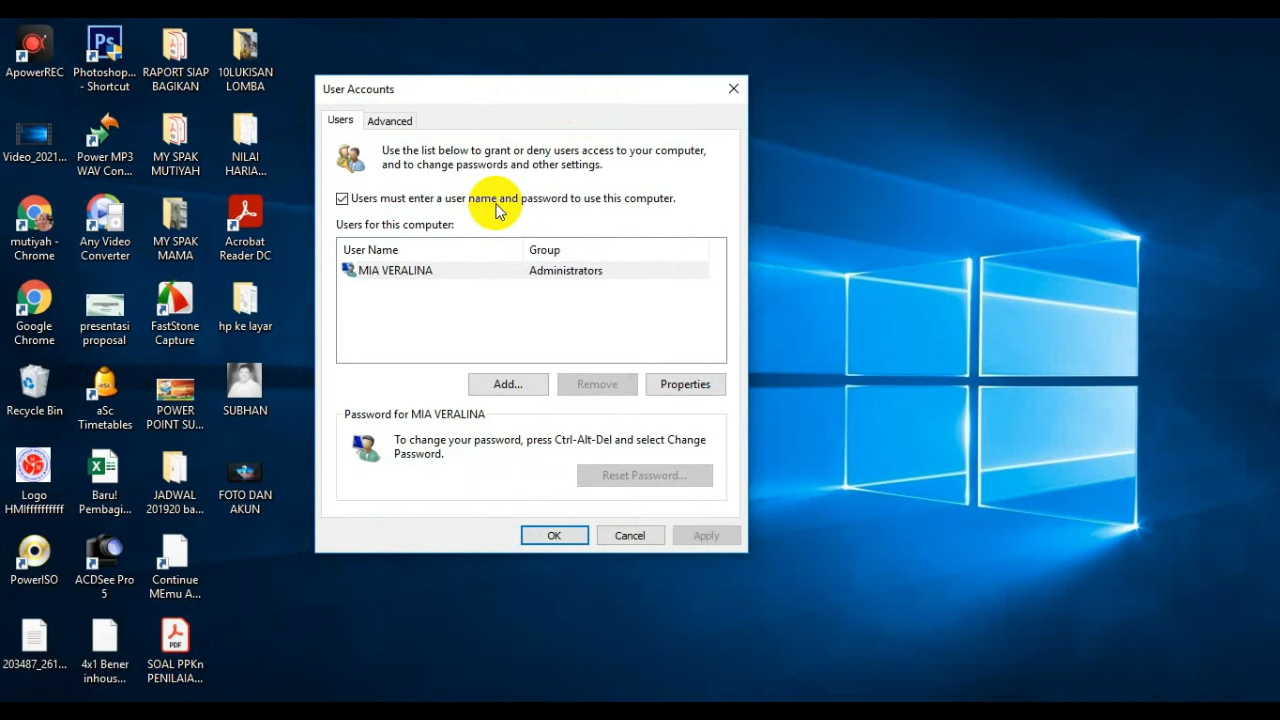 ApowerREC
Photoshop...
- Shortcut
RAPORT SIAP
BAGIKAN
10LUKISAN
LOMBA
Video_2021...
Power MP3
WAV Con...
MY SPAK
MUTIYAH
NILAI
HARIA...
mutiyah -
Chrome
Any Video
Converter
MY SPAK
MAMA
Acrobat
Reader DC
Google
Chrome
presentasi
proposal
FastStone
Capture
hp ke layar
Recycle Bin
aSc
Timetables
POWER
POINT SU...
SUBHAN
Logo
HMIffffffffff
Baru!
Pembagi...
JADWAL
201920 ba...
FOTO DAN
AKUN
PowerISO
ACDSee Pro
5
Continue
MEmu A...
203487_261...
4x1 Bener
inhous...
SOAL PPKn
PENILAIA...
User Accounts
Users
Advanced
Use the list below to grant or deny users access to your computer,
and to change passwords and other settings.
Users must enter a user name and password to use this computer.
Users for this computer:
User Name Group
MIA VERALINA Administrators
Add... Remove Properties
Password for MIA VERALINA
To change your password, press Ctrl-Alt-Del and select Change
Password.
Reset Password...
OK Cancel Apply